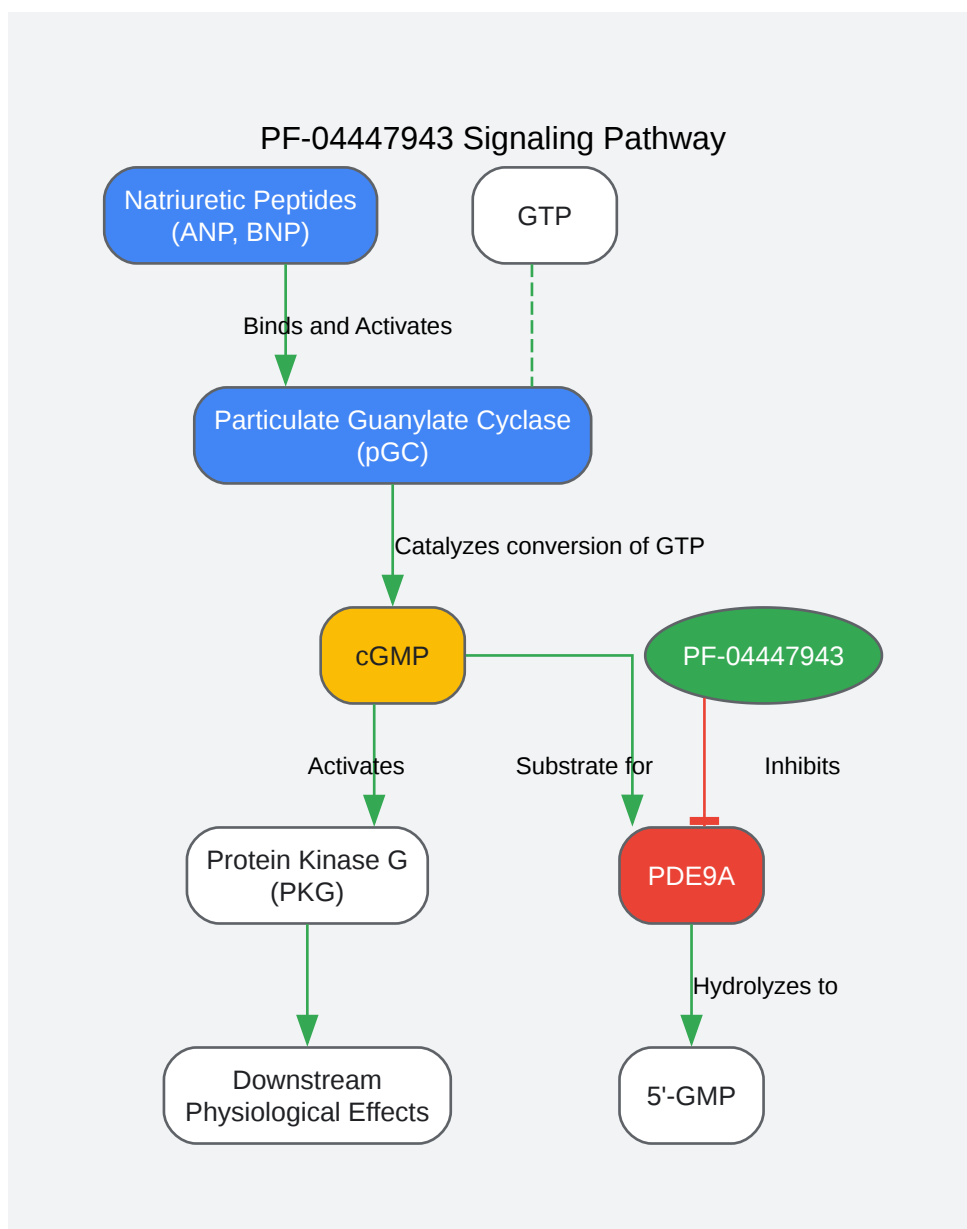 PF-04447943 Signaling Pathway
Natriuretic Peptides
(ANP, BNP)
GTP
Binds and Activates
Particulate Guanylate Cyclase
(pGC)
Catalyzes conversion of GTP
cGMP
PF-04447943
Activates
Substrate for
Inhibits
Protein Kinase G
(PKG)
PDE9A
Hydrolyzes to
Downstream
Physiological Effects
5'-GMP